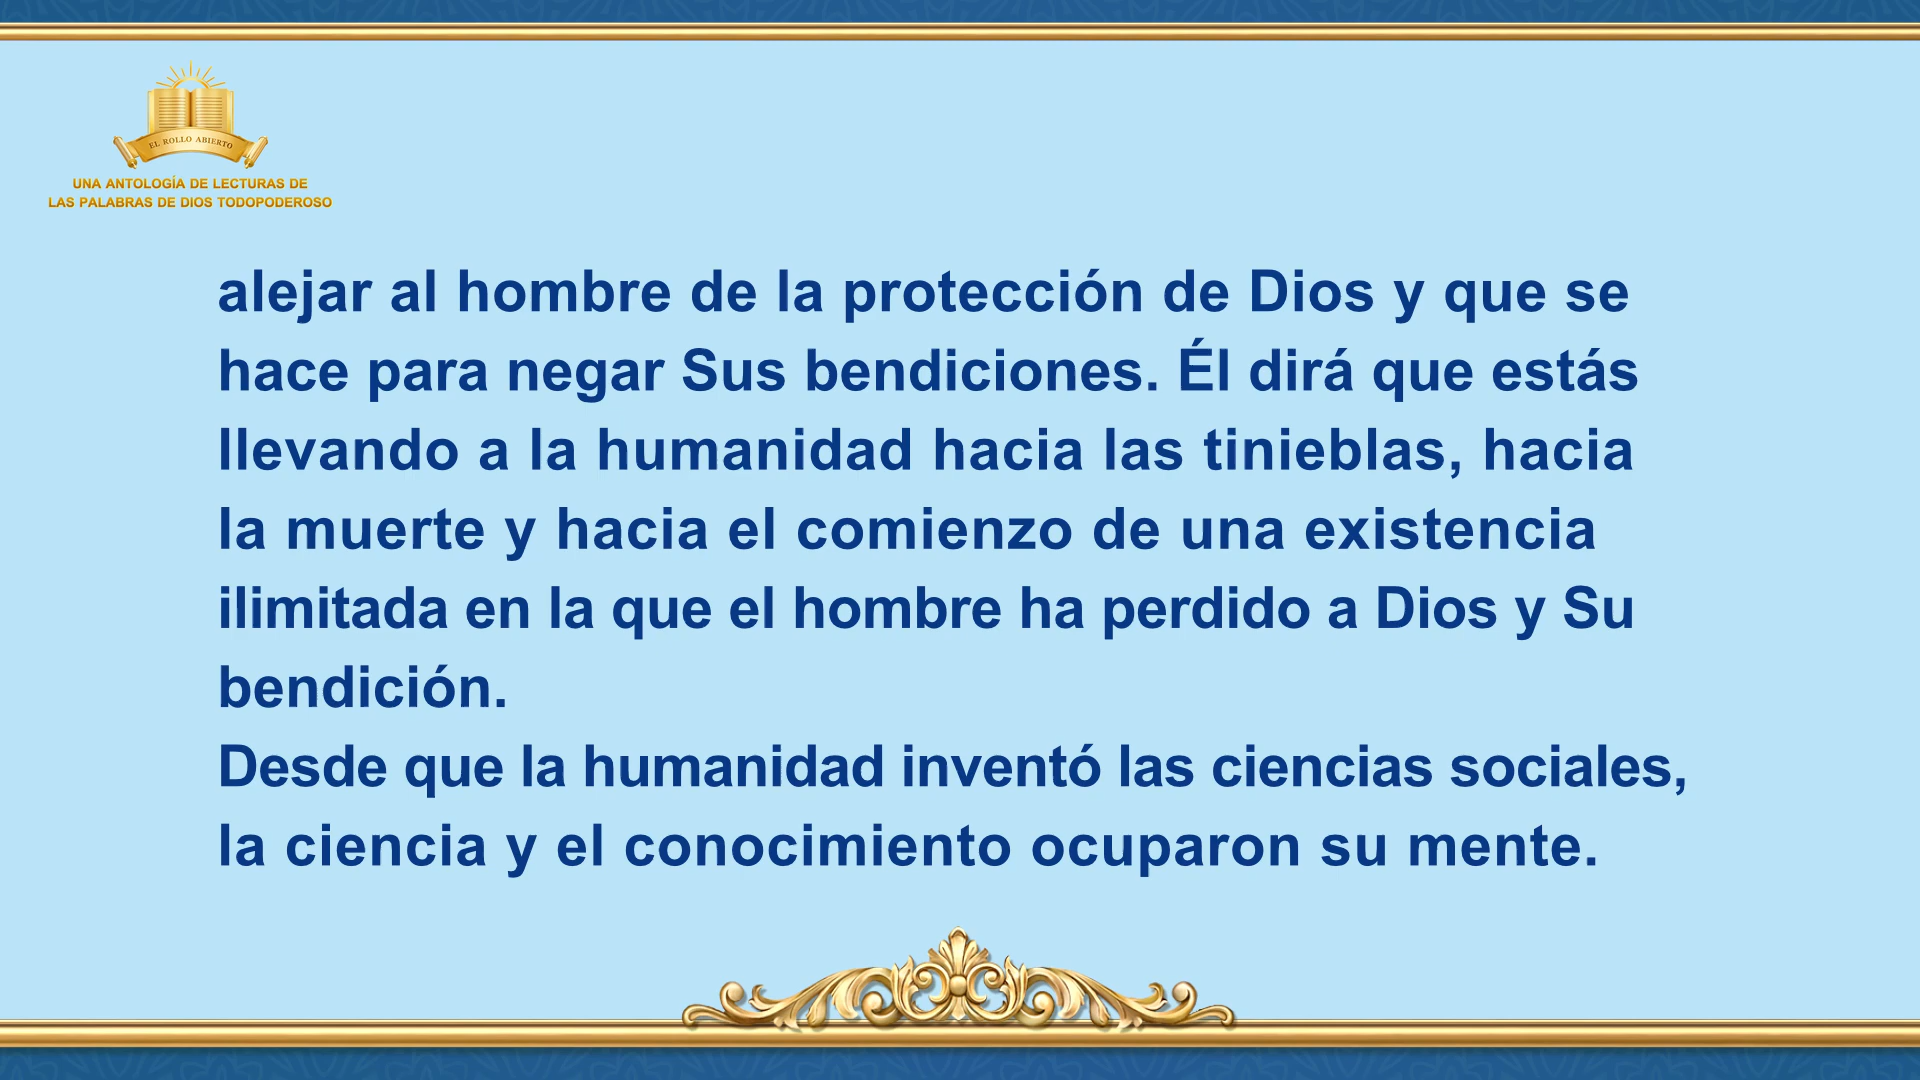 EL ROLLO ABIERTO
UNA ANTOLOGÍA DE LECTURAS DE
LAS PALABRAS DE DIOS TODOPODEROSO
alejar al hombre de la protección de Dios y que se
hace para negar Sus bendiciones. Él dirá que estás
llevando a la humanidad hacia las tinieblas, hacia
la muerte y hacia el comienzo de una existencia
ilimitada en la que el hombre ha perdido a Dios y Su
bendición.
Desde que la humanidad inventó las ciencias sociales,
la ciencia y el conocimiento ocuparon su mente.